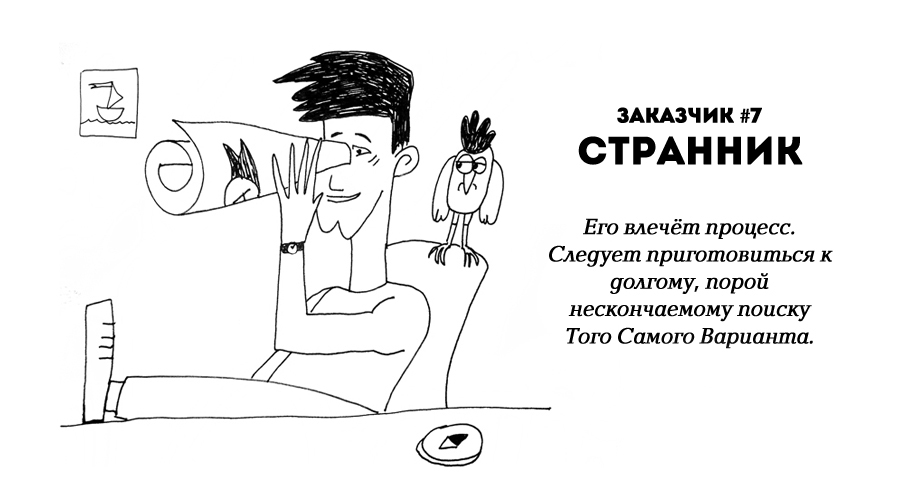 ЗАКАЗЧИК #7
СТРАННИК
Его влечёт процесс.
Следует приготовиться к
долгому, порой
нескончаемому поиску
Того Самого Варианта.